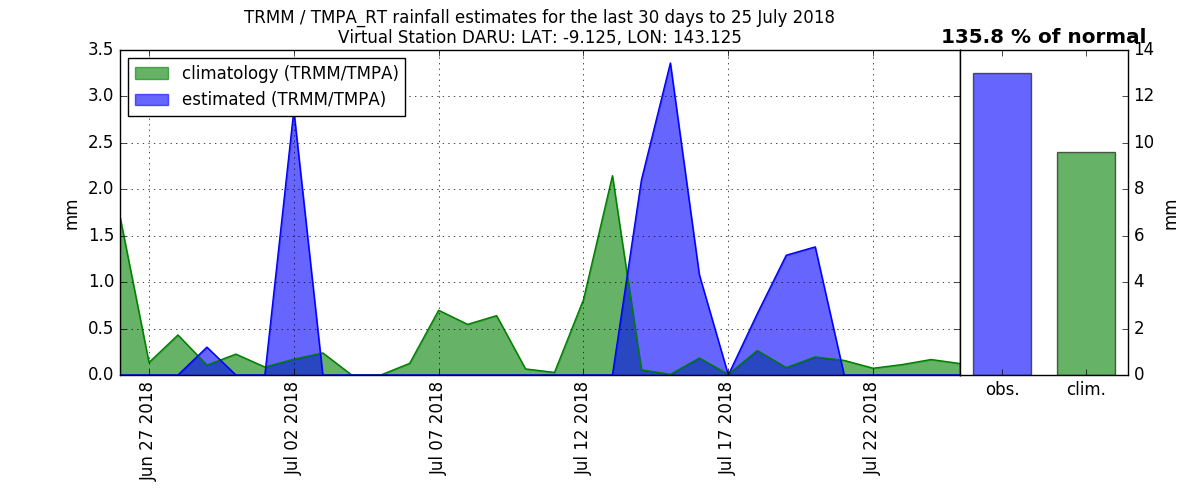 TRMM / TMPA_RT rainfall estimates for the last 30 days to 25 July 2018
Virtual Station DARU: LAT: -9.125, LON: 143.125
135.8 % of normal
climatology (TRMM/TMPA)
estimated (TRMM/TMPA)
3.5
3.0
2.5
2.0
1.5
1.0
0.5
0.0
mm
Jun 27 2018
Jul 02 2018
Jul 07 2018
Jul 12 2018
Jul 17 2018
Jul 22 2018
14
12
10
8
6
4
2
0
mm
obs.
clim.